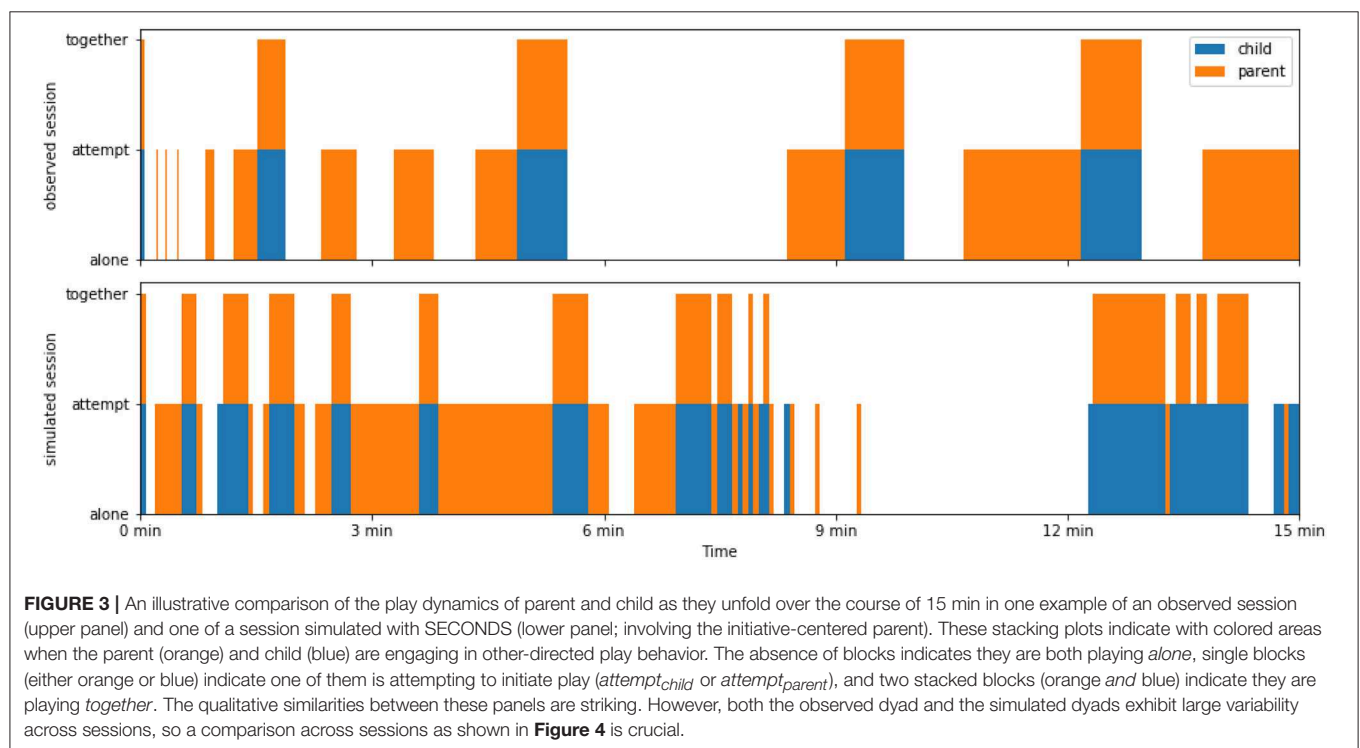 together
attempt
alone
observed session
child
parent
together
attempt
alone
simulated session
0 min
3 min
6 min
9 min
12 min
15 min
Time
FIGURE 3 | An illustrative comparison of the play dynamics of parent and child as they unfold over the course of 15 min in one example of an observed session
(upper panel) and one of a session simulated with SECONDS (lower panel; involving the initiative-centered parent). These stacking plots indicate with colored areas
when the parent (orange) and child (blue) are engaging in other-directed play behavior. The absence of blocks indicates they are both playing alone, single blocks
(either orange or blue) indicate one of them is attempting to initiate play (attempt_child or attempt_parent), and two stacked blocks (orange and blue) indicate they are
playing together. The qualitative similarities between these panels are striking. However, both the observed dyad and the simulated dyads exhibit large variability
across sessions, so a comparison across sessions as shown in Figure 4 is crucial.